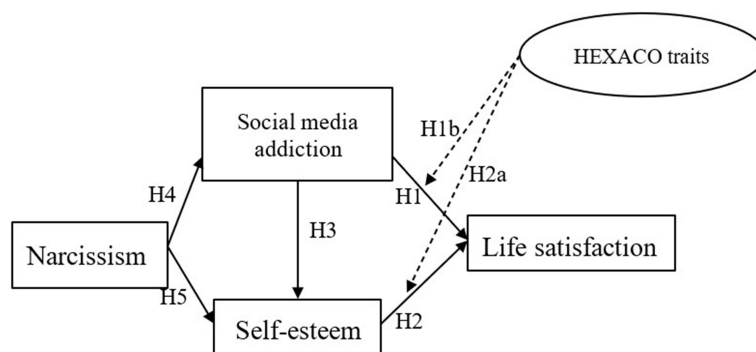 HEXACO traits
Social media
addiction
H1b
H2a
H4
H1
H3
Narcissism
Life satisfaction
H5
Self-esteem
H2